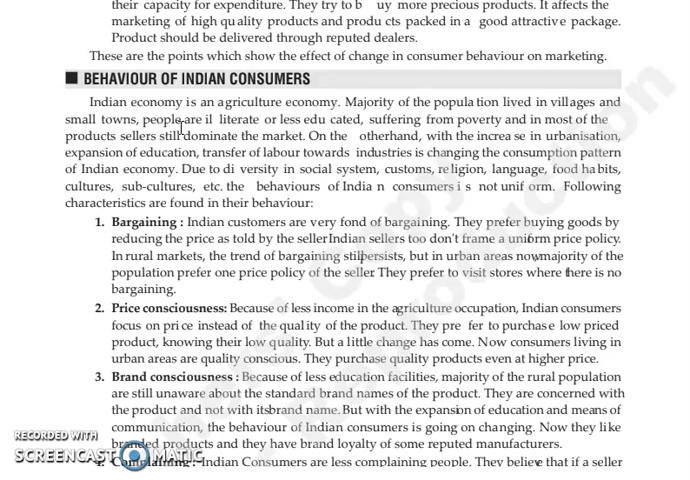 their capacity for expenditure. They try to b uy more precious products. It affects the
marketing of high quality products and produ cts packed in a good attractive package.
Product should be delivered through reputed dealers.
These are the points which show the effect of change in consumer behaviour on marketing.
■ BEHAVIOUR OF INDIAN CONSUMERS
Indian economy is an agriculture economy. Majority of the popula tion lived in villages and
small towns, people are il literate or less edu cated, suffering from poverty and in most of the
products sellers still dominate the market. On the otherhand, with the increa se in urbanisation,
expansion of education, transfer of labour towards industries is changing the consumption pattern
of Indian economy. Due to di versity in social system, customs, religion, language, food habits,
cultures, sub-cultures, etc. the behaviours of India n consumers i s not unif orm. Following
characteristics are found in their behaviour:
1. Bargaining : Indian customers are very fond of bargaining. They prefer buying goods by
reducing the price as told by the seller Indian sellers too don't frame a uniform price policy.
In rural markets, the trend of bargaining still persists, but in urban areas now, majority of the
population prefer one price policy of the seller. They prefer to visit stores where there is no
bargaining.
2. Price consciousness: Because of less income in the agriculture occupation, Indian consumers
focus on pri ce instead of the quality of the product. They pre fer to purchase low priced
product, knowing their low quality. But a little change has come. Now consumers living in
urban areas are quality conscious. They purchase quality products even at higher price.
3. Brand consciousness : Because of less education facilities, majority of the rural population
are still unaware about the standard brand names of the product. They are concerned with
the product and not with its brand name. But with the expansion of education and means of
communication, the behaviour of Indian consumers is going on changing. Now they like
branded products and they have brand loyalty of some reputed manufacturers.
4. Complaining : Indian Consumers are less complaining people. They believe that if a seller
RECORDED WITH
SCREENCAST MATIC